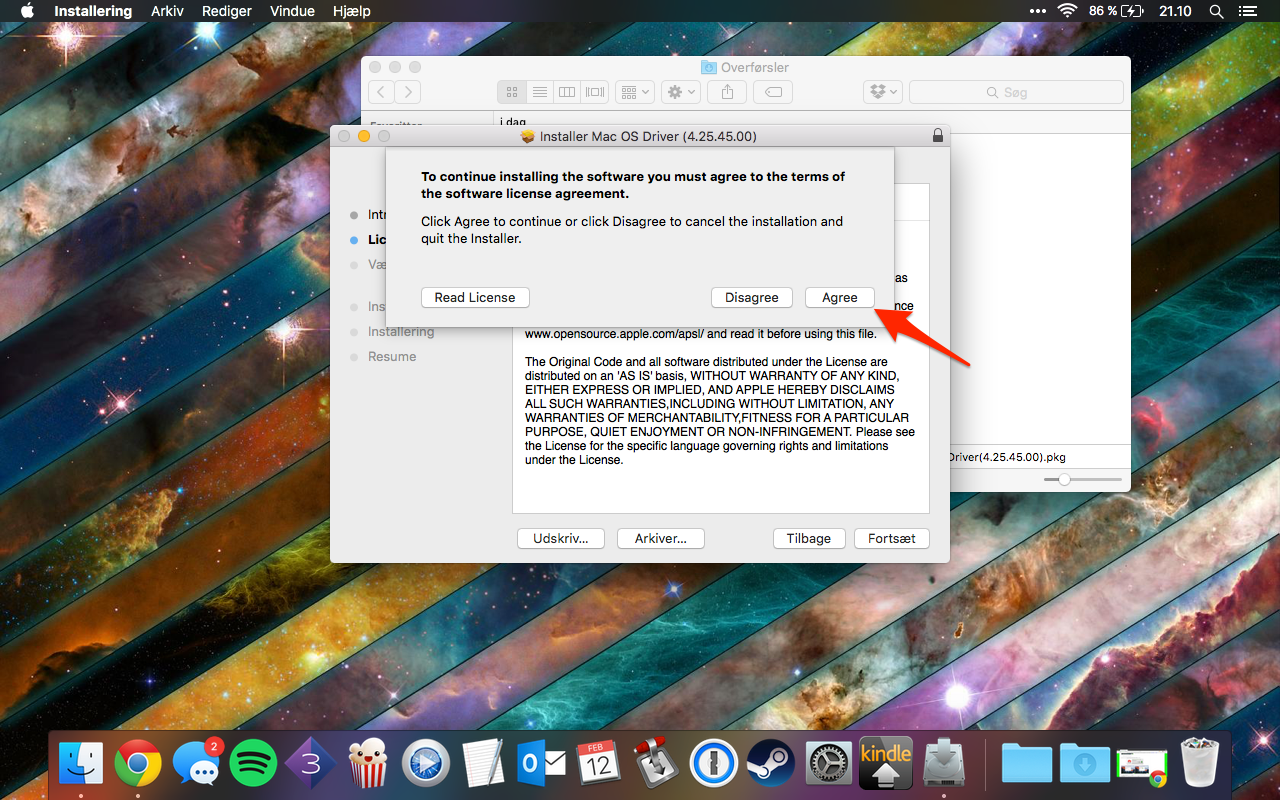 Installering Arkiv Rediger Vindue Hjælp
86 % 21.10
Overførsler
Søg
i dag
Installer Mac OS Driver (4.25.45.00)
To continue installing the software you must agree to the terms of
the software license agreement.
Click Agree to continue or click Disagree to cancel the installation and
quit the Installer.
Read License Disagree Agree
Intr
Lic
Væ
Ins
Installering
Resume
as
nce
www.opensource.apple.com/apsl/ and read it before using this file.
The Original Code and all software distributed under the License are
distributed on an 'AS IS' basis, WITHOUT WARRANTY OF ANY KIND,
EITHER EXPRESS OR IMPLIED, AND APPLE HEREBY DISCLAIMS
ALL SUCH WARRANTIES,INCLUDING WITHOUT LIMITATION, ANY
WARRANTIES OF MERCHANTABILITY,FITNESS FOR A PARTICULAR
PURPOSE, QUIET ENJOYMENT OR NON-INFRINGEMENT. Please see
the License for the specific language governing rights and limitations
under the License.
Driver(4.25.45.00).pkg
Udskriv... Arkiver... Tilbage Fortsæt
2
3
FEB
12
1
kindle